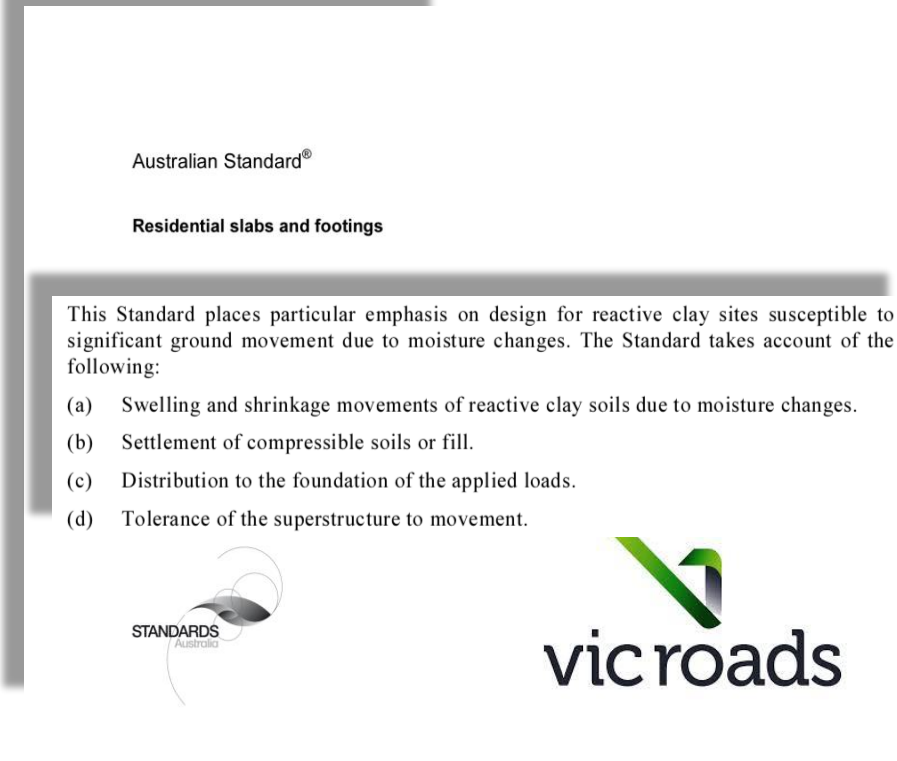 Australian Standard®
Residential slabs and footings
This Standard places particular emphasis on design for reactive clay sites susceptible to
significant ground movement due to moisture changes. The Standard takes account of the
following:
(a) Swelling and shrinkage movements of reactive clay soils due to moisture changes.
(b) Settlement of compressible soils or fill.
(c) Distribution to the foundation of the applied loads.
(d) Tolerance of the superstructure to movement.
STANDARDS
Australia
vic roads